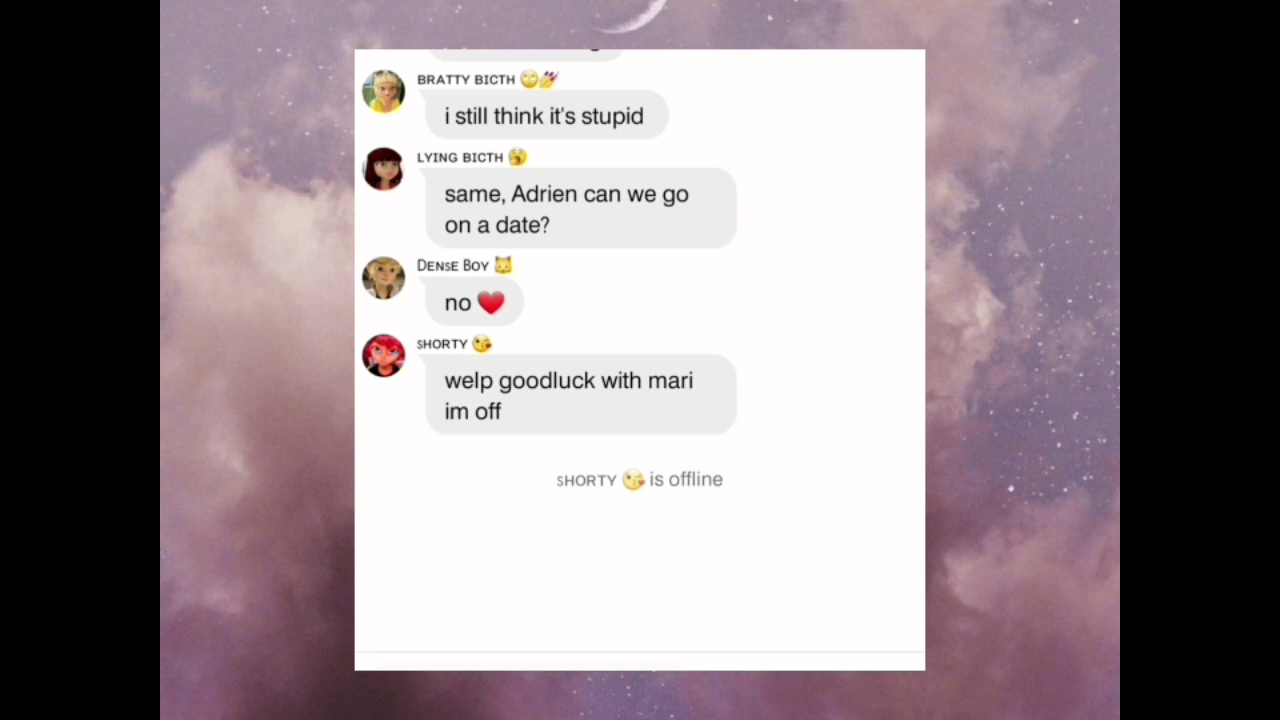 BRATTY BICTH 🙄💅
i still think it's stupid
LYING BICTH 🤮
same, Adrien can we go
on a date?
Dense Boy 🐱
no ❤️
SHORTY 😘
welp goodluck with mari
im off
SHORTY 😘 is offline